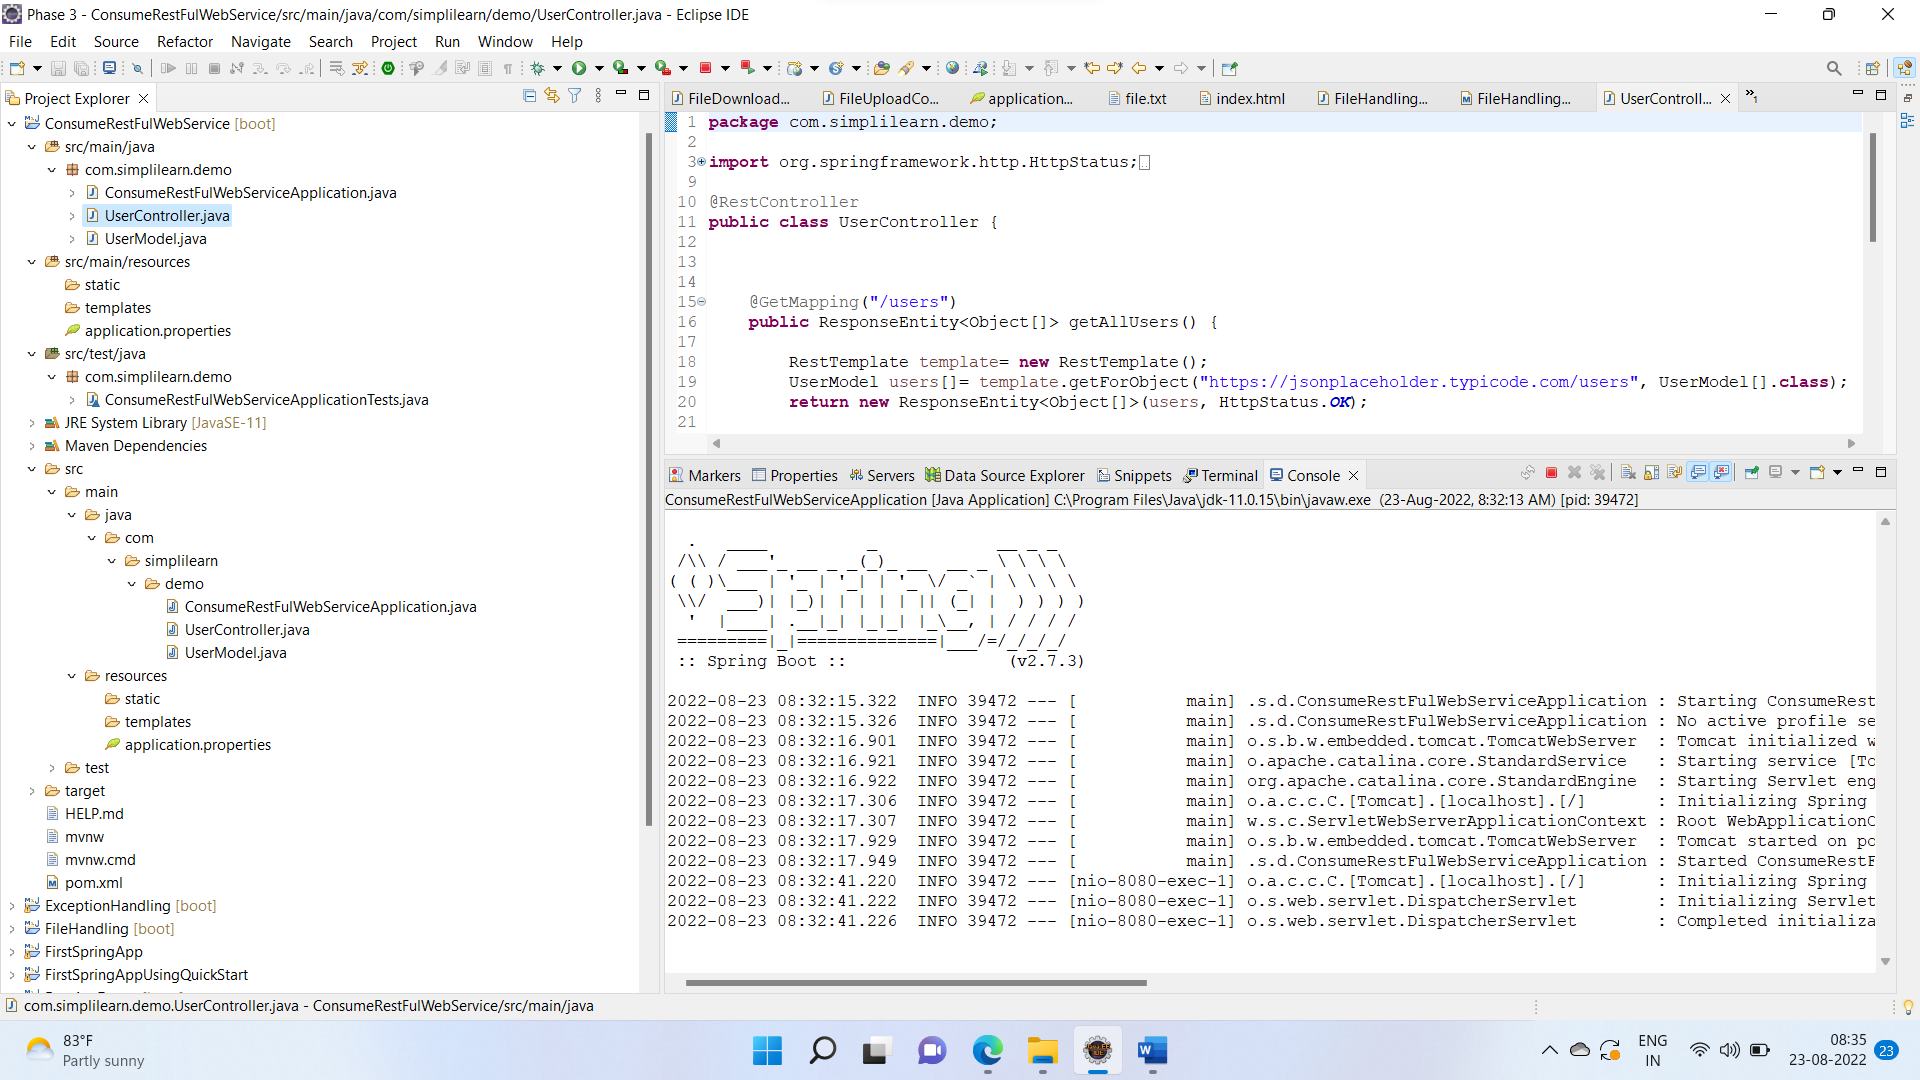 Phase 3 - ConsumeRestFulWebService/src/main/java/com/simplilearn/demo/UserController.java - Eclipse IDE
File Edit Source Refactor Navigate Search Project Run Window Help
Project Explorer
ConsumeRestFulWebService [boot]
src/main/java
com.simplilearn.demo
ConsumeRestFulWebServiceApplication.java
UserController.java
UserModel.java
src/main/resources
static
templates
application.properties
src/test/java
com.simplilearn.demo
ConsumeRestFulWebServiceApplicationTests.java
JRE System Library [JavaSE-11]
Maven Dependencies
src
main
java
com
simplilearn
demo
ConsumeRestFulWebServiceApplication.java
UserController.java
UserModel.java
resources
static
templates
application.properties
test
target
HELP.md
mvnw
mvnw.cmd
pom.xml
ExceptionHandling [boot]
FileHandling [boot]
FirstSpringApp
FirstSpringAppUsingQuickStart
FileDownload... FileUploadCo... application... file.txt index.html FileHandling... FileHandling... UserControll... 1
1 package com.simplilearn.demo;
2
3 import org.springframework.http.HttpStatus;
9
10 @RestController
11 public class UserController {
12
13
14
15 @GetMapping("/users")
16 public ResponseEntity<Object[]> getAllUsers() {
17
18 RestTemplate template= new RestTemplate();
19 UserModel users[]= template.getForObject("https://jsonplaceholder.typicode.com/users", UserModel[].class);
20 return new ResponseEntity<Object[]>(users, HttpStatus.OK);
21
Markers Properties Servers Data Source Explorer Snippets Terminal Console
ConsumeRestFulWebServiceApplication [Java Application] C:\Program Files\Java\jdk-11.0.15\bin\javaw.exe (23-Aug-2022, 8:32:13 AM) [pid: 39472]
Spring
:: Spring Boot :: (v2.7.3)
2022-08-23 08:32:15.322 INFO 39472 --- [ main] .s.d.ConsumeRestFulWebServiceApplication : Starting ConsumeRest
2022-08-23 08:32:15.326 INFO 39472 --- [ main] .s.d.ConsumeRestFulWebServiceApplication : No active profile se
2022-08-23 08:32:16.901 INFO 39472 --- [ main] o.s.b.w.embedded.tomcat.TomcatWebServer : Tomcat initialized w
2022-08-23 08:32:16.921 INFO 39472 --- [ main] o.apache.catalina.core.StandardService : Starting service [To
2022-08-23 08:32:16.922 INFO 39472 --- [ main] org.apache.catalina.core.StandardEngine : Starting Servlet eng
2022-08-23 08:32:17.306 INFO 39472 --- [ main] o.a.c.c.C.[Tomcat].[localhost].[/] : Initializing Spring
2022-08-23 08:32:17.307 INFO 39472 --- [ main] w.s.c.ServletWebServerApplicationContext : Root WebApplicationC
2022-08-23 08:32:17.929 INFO 39472 --- [ main] o.s.b.w.embedded.tomcat.TomcatWebServer : Tomcat started on po
2022-08-23 08:32:17.949 INFO 39472 --- [ main] .s.d.ConsumeRestFulWebServiceApplication : Started ConsumeRestF
2022-08-23 08:32:41.220 INFO 39472 --- [nio-8080-exec-1] o.a.c.c.C.[Tomcat].[localhost].[/] : Initializing Spring
2022-08-23 08:32:41.222 INFO 39472 --- [nio-8080-exec-1] o.s.web.servlet.DispatcherServlet : Initializing Servlet
2022-08-23 08:32:41.226 INFO 39472 --- [nio-8080-exec-1] o.s.web.servlet.DispatcherServlet : Completed initializa
com.simplilearn.demo.UserController.java - ConsumeRestFulWebService/src/main/java
83°F
Partly sunny
ENG
IN
08:35
23-08-2022
23